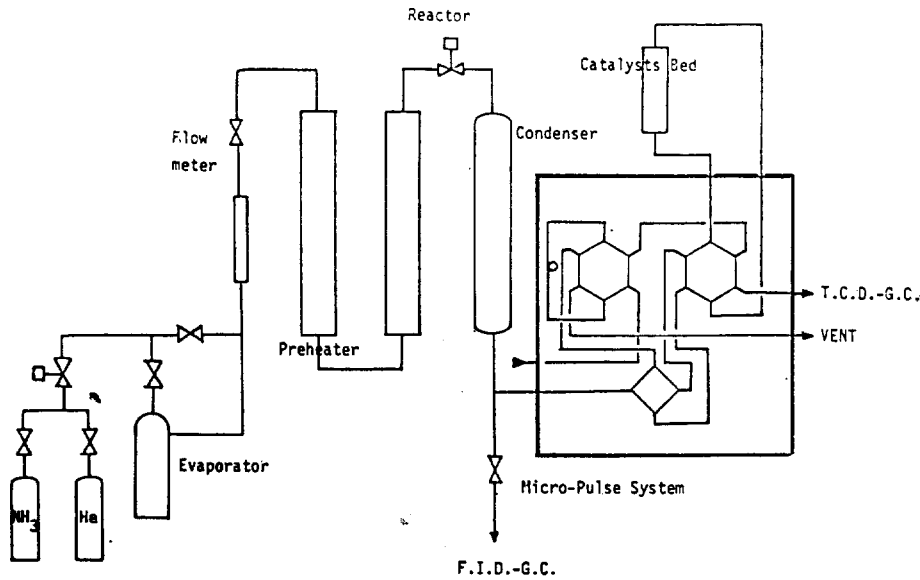 Reactor
Catalysts Bed
Flow
meter
Condenser
T.C.D.-G.C.
VENT
Preheater
Evaporator
Micro-Pulse System
NH3
He
F.I.D.-G.C.